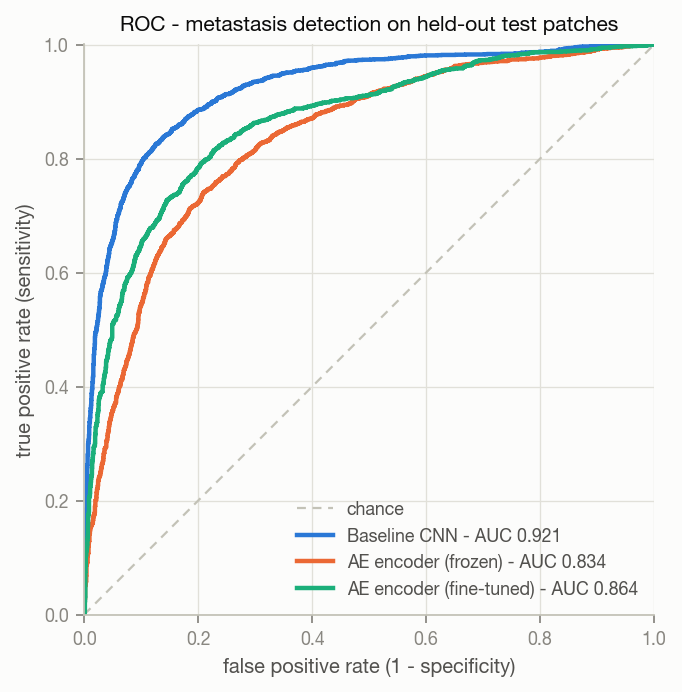 ROC - metastasis detection on held-out test patches
1.0
0.8
0.6
0.4
0.2
0.0
true positive rate (sensitivity)
chance
Baseline CNN - AUC 0.921
AE encoder (frozen) - AUC 0.834
AE encoder (fine-tuned) - AUC 0.864
0.0 0.2 0.4 0.6 0.8 1.0
false positive rate (1 - specificity)